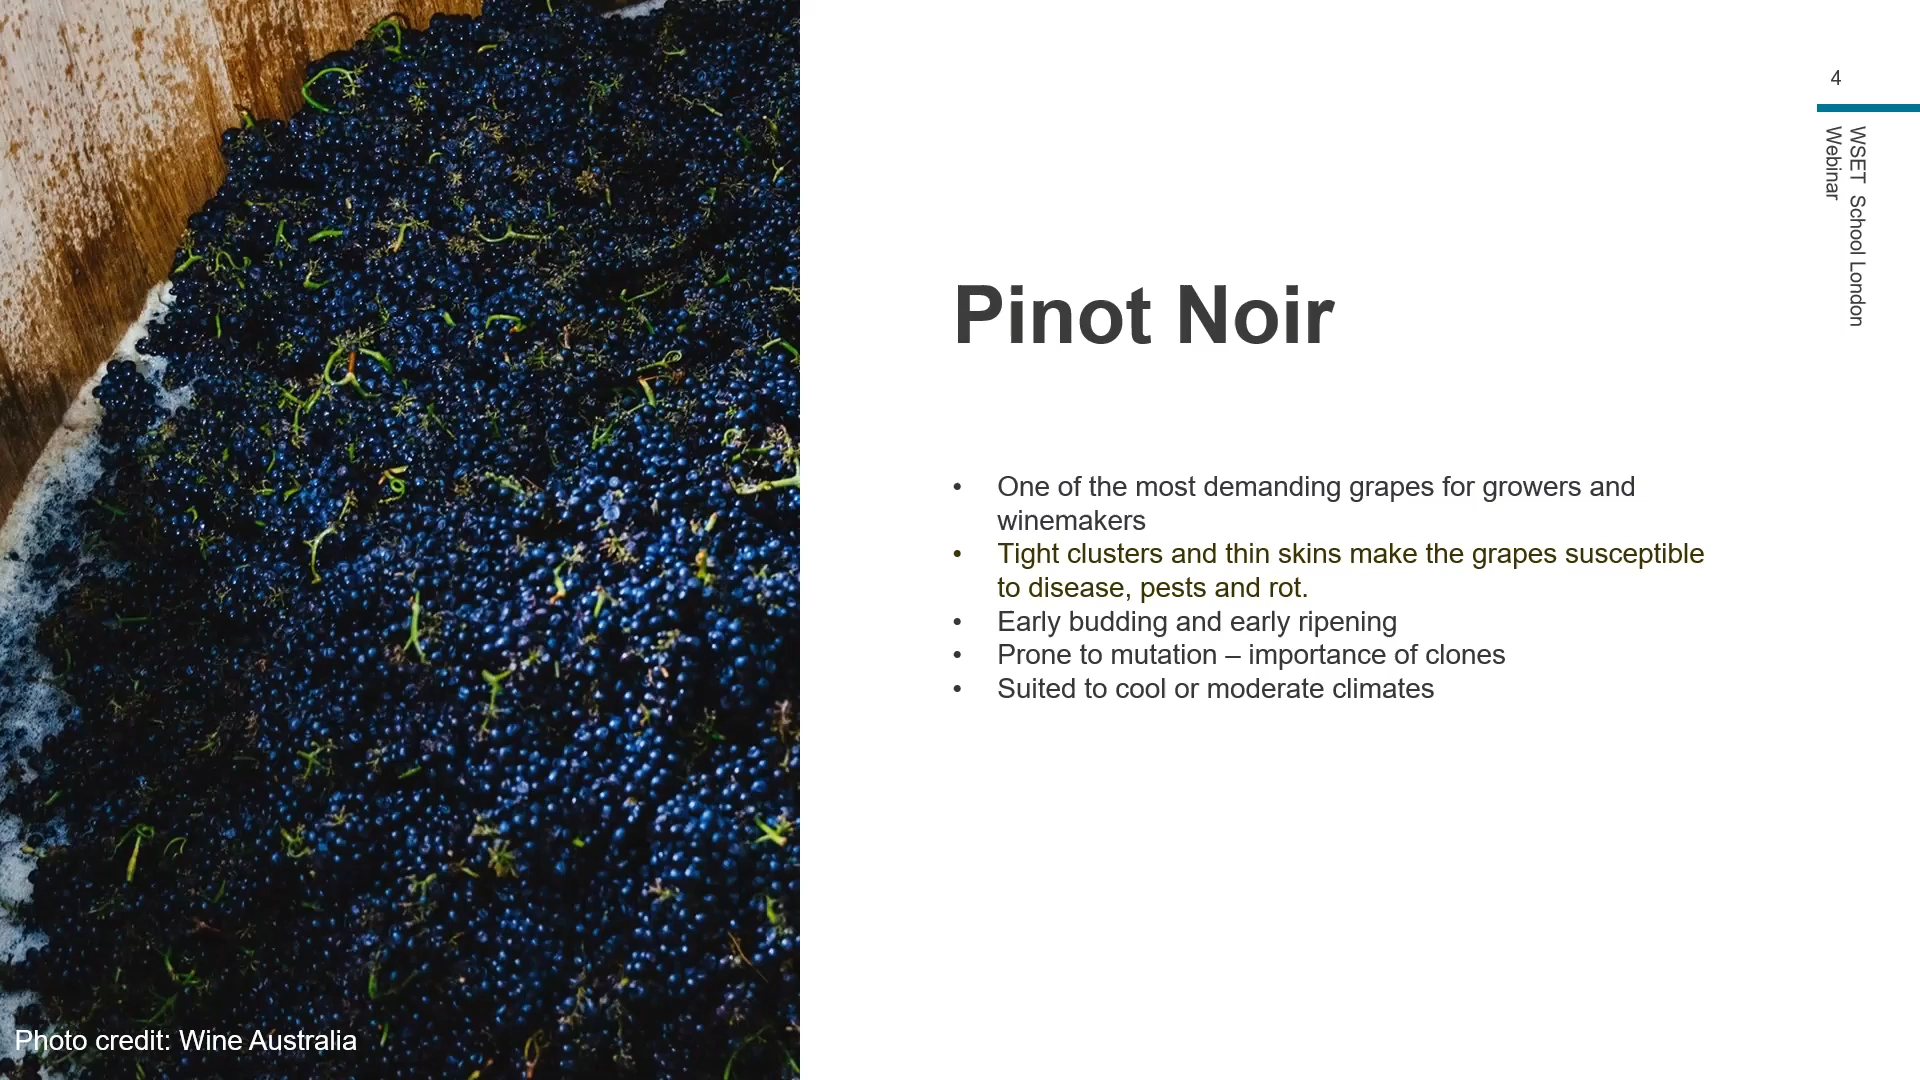 4
WSET School London
Webinar
Pinot Noir
• One of the most demanding grapes for growers and
winemakers
• Tight clusters and thin skins make the grapes susceptible
to disease, pests and rot.
• Early budding and early ripening
• Prone to mutation – importance of clones
• Suited to cool or moderate climates
Photo credit: Wine Australia